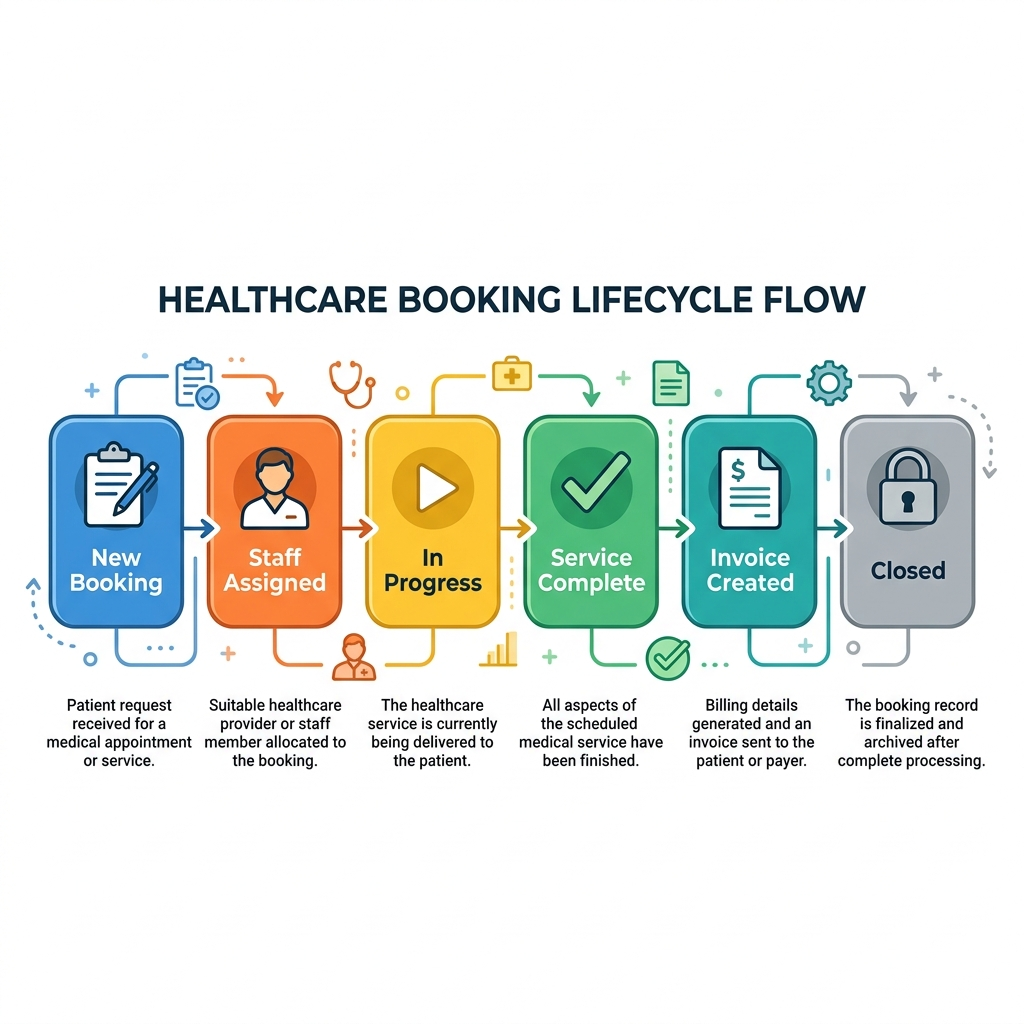 HEALTHCARE BOOKING LIFECYCLE FLOW
New
Booking
Staff
Assigned
In
Progress
Service
Complete
$
Invoice
Created
Closed
Patient request
received for a
medical appointment
or service.
Suitable healthcare
provider or staff
member allocated to
the booking.
The healthcare
service is currently
being delivered to
the patient.
All aspects of
the scheduled
medical service have
been finished.
Billing details
generated and an
invoice sent to the
patient or payer.
The booking record
is finalized and
archived after
complete processing.